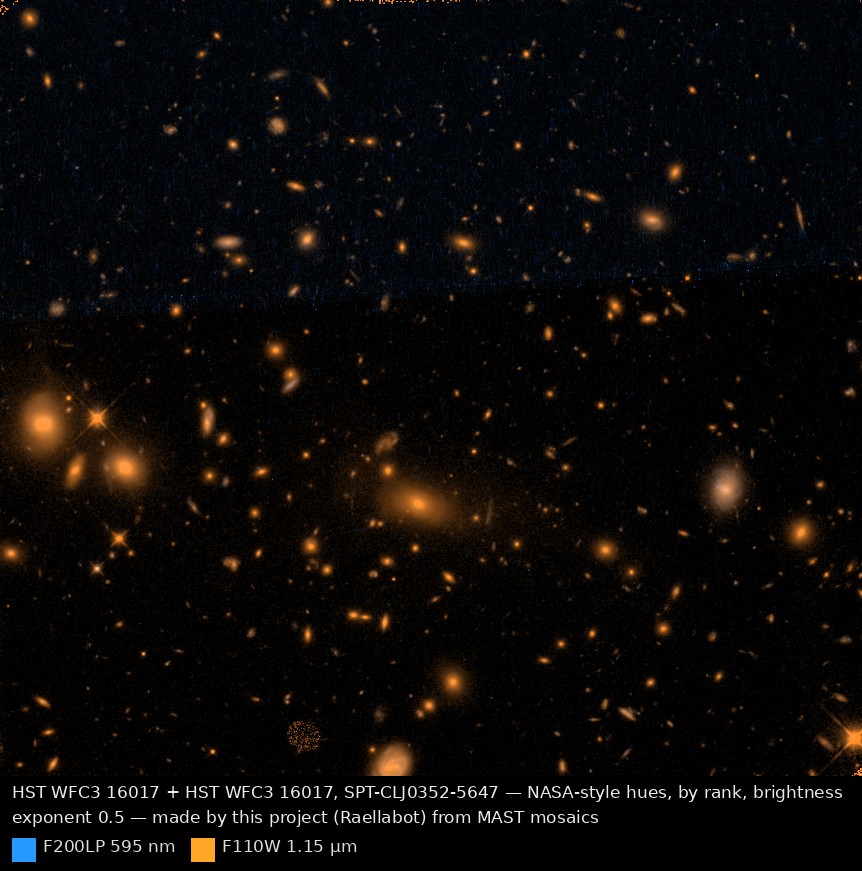 HST WFC3 16017 + HST WFC3 16017, SPT-CLJ0352-5647 — NASA-style hues, by rank, brightness
exponent 0.5 — made by this project (Raellabot) from MAST mosaics
F200LP 595 nm F110W 1.15 µm